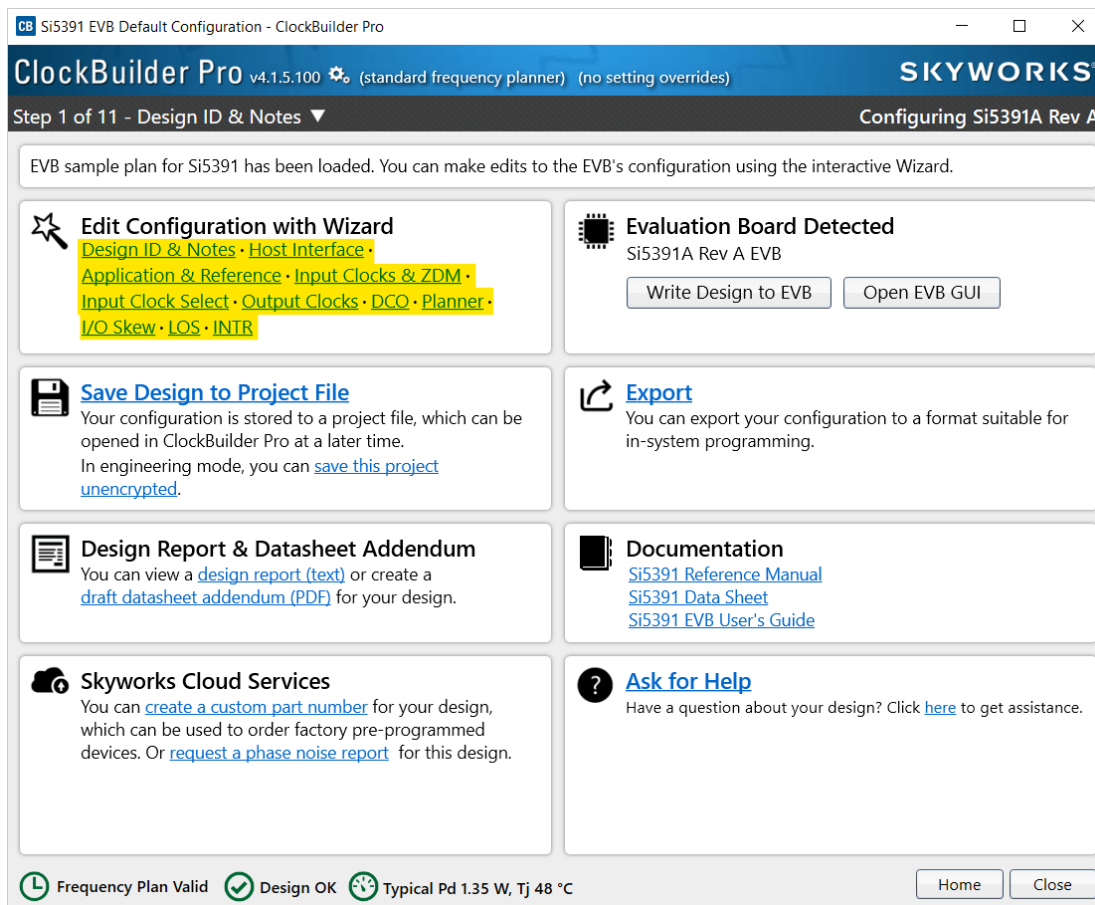 CB Si5391 EVB Default Configuration - ClockBuilder Pro
ClockBuilder Pro v4.1.5.100 (standard frequency planner) (no setting overrides)
SKYWORKS®
Step 1 of 11 - Design ID & Notes ▼
Configuring Si5391A Rev A
EVB sample plan for Si5391 has been loaded. You can make edits to the EVB's configuration using the interactive Wizard.
Edit Configuration with Wizard
Design ID & Notes · Host Interface ·
Application & Reference · Input Clocks & ZDM ·
Input Clock Select · Output Clocks · DCO · Planner ·
I/O Skew · LOS · INTR
Evaluation Board Detected
Si5391A Rev A EVB
Write Design to EVB
Open EVB GUI
Save Design to Project File
Your configuration is stored to a project file, which can be
opened in ClockBuilder Pro at a later time.
In engineering mode, you can save this project
unencrypted.
Export
You can export your configuration to a format suitable for
in-system programming.
Design Report & Datasheet Addendum
You can view a design report (text) or create a
draft datasheet addendum (PDF) for your design.
Documentation
Si5391 Reference Manual
Si5391 Data Sheet
Si5391 EVB User's Guide
Skyworks Cloud Services
You can create a custom part number for your design,
which can be used to order factory pre-programmed
devices. Or request a phase noise report for this design.
? Ask for Help
Have a question about your design? Click here to get assistance.
Frequency Plan Valid
Design OK
Typical Pd 1.35 W, Tj 48 °C
Home
Close